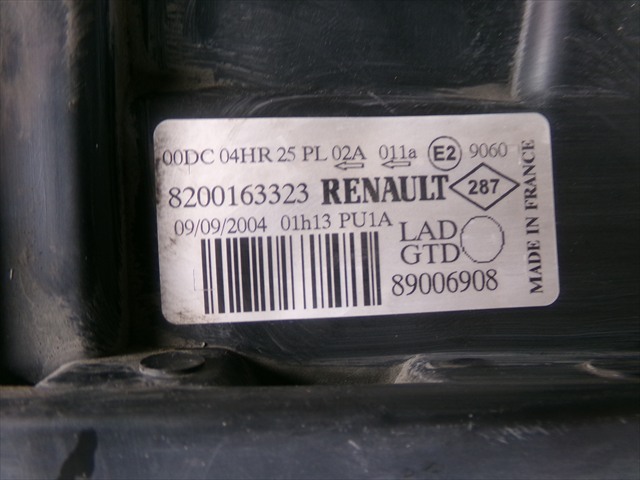 00DC 04HR 25 PL 02A 011a E2 9060
8200163323 RENAULT 287
09/09/2004 01h13 PU1A
LAD
GTD
89006908
MADE IN FRANCE